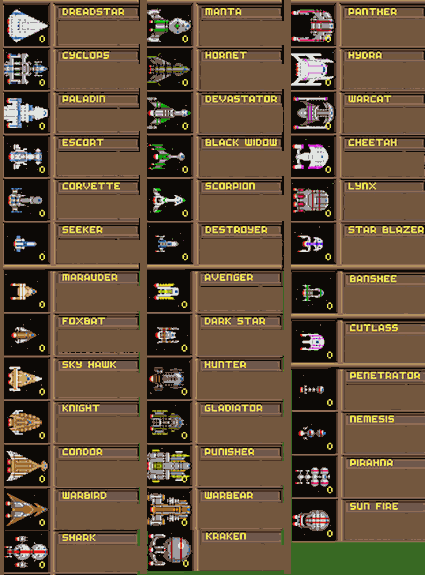 DREADSTAR
CYCLOPS
PALADIN
ESCORT
CORVETTE
SEEKER
MARAUDER
FOXBAT
SKY HAWK
KNIGHT
CONDOR
WARBIRD
SHARK
MANTA
HORNET
DEVASTATOR
BLACK WIDOW
SCORPION
DESTROYER
AVENGER
DARK STAR
HUNTER
GLADIATOR
PUNISHER
WARBEAR
KRAKEN
PANTHER
HYDRA
WARCAT
CHEETAH
LYNX
STAR BLAZER
BANSHEE
CUTLASS
PENETRATOR
NEMESIS
PIRAHNA
SUN FIRE